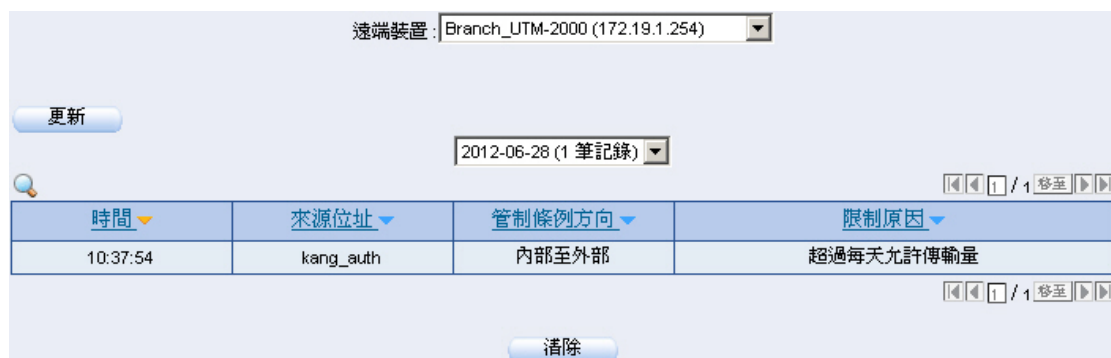 遠端裝置 : Branch_UTM-2000 (172.19.1.254)
更新
2012-06-28 (1 筆記錄)
1 / 1 移至
時間 來源位址 管制條例方向 限制原因
10:37:54 kang_auth 內部至外部 超過每天允許傳輸量
1 / 1 移至
清除